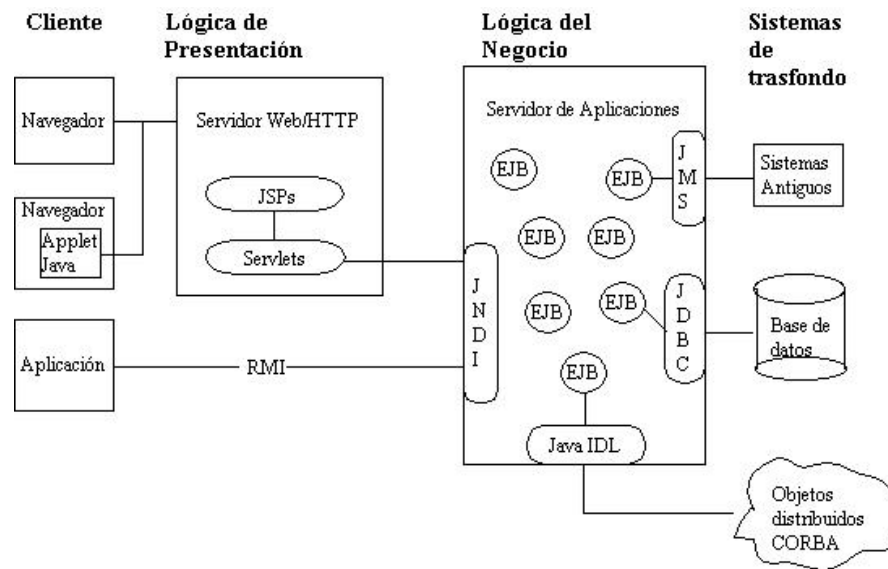 Cliente
Lógica de
Presentación
Lógica del
Negocio
Sistemas
de
trasfondo
Navegador
Servidor Web/HTTP
JSPs
Servlets
Navegador
Applet
Java
Aplicación
RMI
Servidor de Aplicaciones
EJB
EJB
EJB
EJB
EJB
EJB
EJB
J
N
D
I
J
M
S
J
D
B
C
Java IDL
Sistemas
Antiguos
Base de
datos
Objetos
distribuidos
CORBA